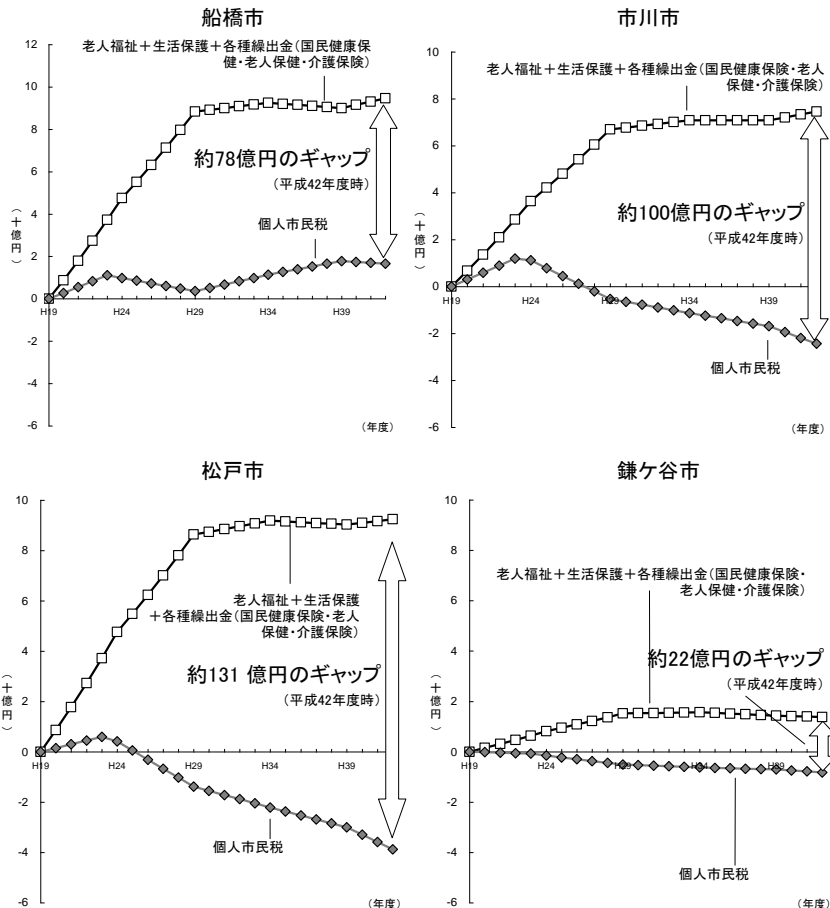 船橋市
12
10
8
6
4
2
0
-2
-4
-6
（十億円）
老人福祉＋生活保護＋各種繰出金(国民健康保
健・老人保健・介護保険)
約78億円のギャップ
（平成42年度時）
個人市民税
H19
H24
H29
H34
H39
（年度）
市川市
10
8
6
4
2
0
-2
-4
-6
（十億円）
老人福祉＋生活保護＋各種繰出金(国民健康保険・老人
保健・介護保険)
約100億円のギャップ
（平成42年度時）
H19
H24
H29
H34
H39
個人市民税
（年度）
松戸市
10
8
6
4
2
0
-2
-4
-6
（十億円）
老人福祉＋生活保護
＋各種繰出金(国民健康保険・老人
保健・介護保険)
約131 億円のギャップ
（平成42年度時）
H19
H24
H29
H34
H39
個人市民税
（年度）
鎌ケ谷市
10
8
6
4
2
0
-2
-4
-6
（十億円）
老人福祉＋生活保護＋各種繰出金(国民健康保険・
老人保健・介護保険)
約22億円のギャップ
（平成42年度時）
H19
H24
H29
H34
H39
個人市民税
（年度）